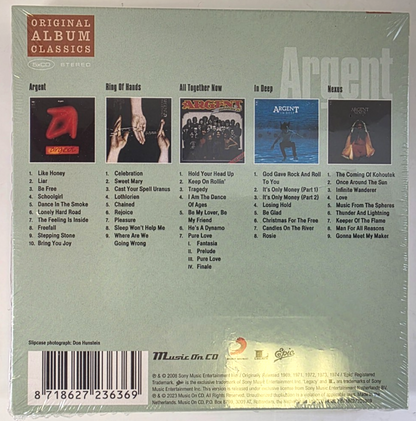 ORIGINAL
ALBUM
CLASSICS
5xCD STEREO
Argent
Argent
1. Like Honey
2. Liar
3. Be Free
4. Schoolgirl
5. Dance In The Smoke
6. Lonely Hard Road
7. The Feeling Is Inside
8. Freefall
9. Stepping Stone
10. Bring You Joy
Ring Of Hands
1. Celebration
2. Sweet Mary
3. Cast Your Spell Uranus
4. Lothlorien
5. Chained
6. Rejoice
7. Pleasure
8. Sleep Won't Help Me
9. Where Are We
Going Wrong
All Together Now
ARGENT
1. Hold Your Head Up
2. Keep On Rollin'
3. Tragedy
4. I Am The Dance
Of Ages
5. Be My Lover, Be
My Friend
6. He's A Dynamo
7. Pure Love
I. Fantasia
II. Prelude
III. Pure Love
IV. Finale
In Deep
ARGENT
1. God Gave Rock And Roll
To You
2. It's Only Money (Part 1)
3. It's Only Money (Part 2)
4. Losing Hold
5. Be Glad
6. Christmas For The Free
7. Candles On The River
8. Rosie
Nexus
1. The Coming Of Kohoutek
2. Once Around The Sun
3. Infinite Wanderer
4. Love
5. Music From The Spheres
6. Thunder And Lightning
7. Keeper Of The Flame
8. Man For All Reasons
9. Gonna Meet My Maker
Slipcase photograph: Don Hunstein
8 718627 236369
Music On CD
Epic